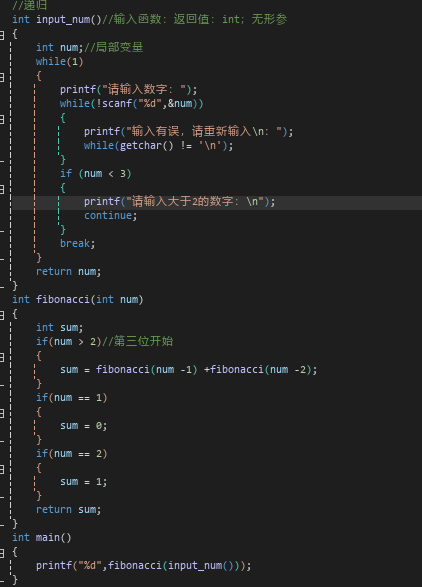 //递归
int input_num()//输入函数：返回值：int；无形参
{
int num;//局部变量
while(1)
{
printf("请输入数字：");
while(!scanf("%d",&num))
{
printf("输入有误，请重新输入\n：");
while(getchar() != '\n');
}
if (num < 3)
{
printf("请输入大于2的数字：\n");
continue;
}
break;
}
return num;
}
int fibonacci(int num)
{
int sum;
if(num > 2)//第三位开始
{
sum = fibonacci(num -1) +fibonacci(num -2);
}
if(num == 1)
{
sum = 0;
}
if(num == 2)
{
sum = 1;
}
return sum;
}
int main()
{
printf("%d",fibonacci(input_num()));
}